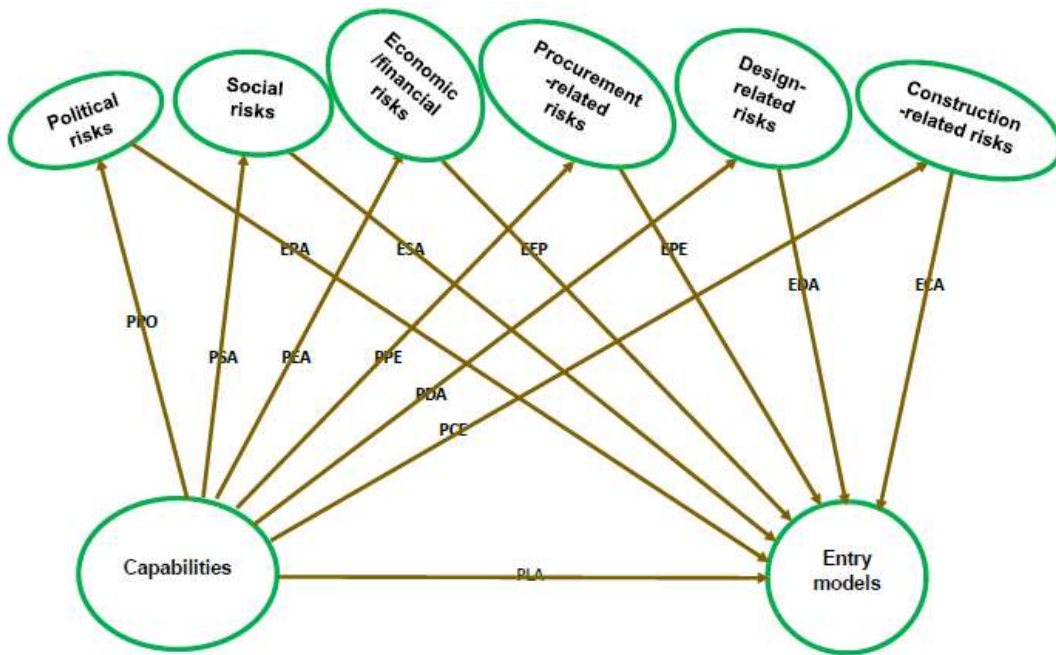 Political
risks
Social
risks
Economic
/financial
risks
Procurement
-related
risks
Design-
related
risks
Construction
-related risks
EPA
ESA
EEP
EPE
EDA
ECA
PPO
PSA
PEA
PPE
PDA
PCE
Capabilities
PLA
Entry
models